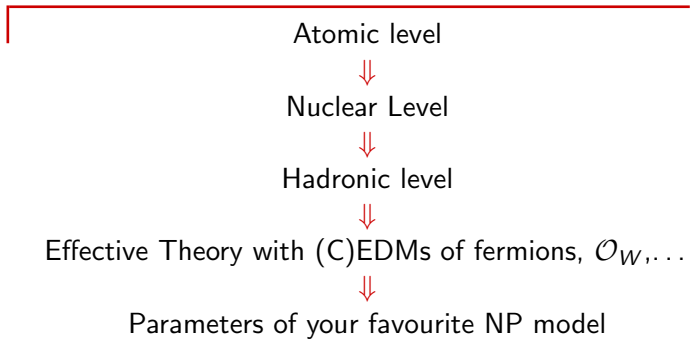 Atomic level
⇓
Nuclear Level
⇓
Hadronic level
⇓
Effective Theory with (C)EDMs of fermions, 𝒪_W,...
⇓
Parameters of your favourite NP model